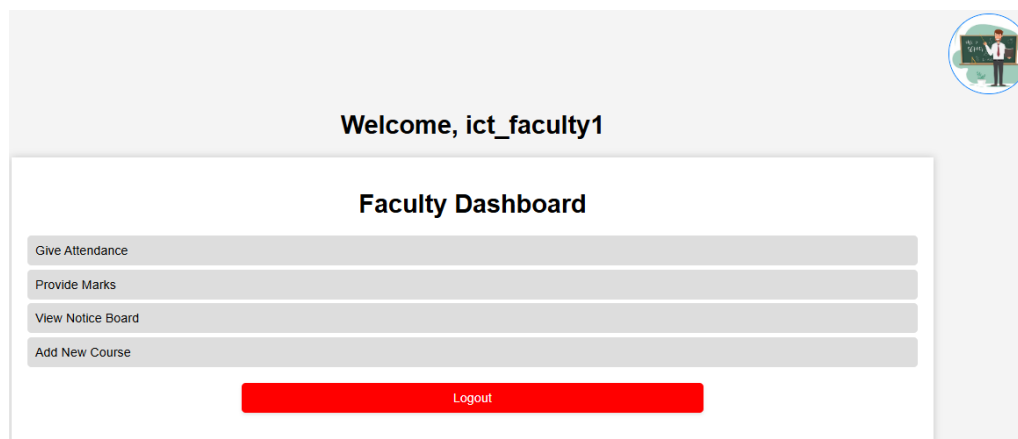 Welcome, ict_faculty1
Faculty Dashboard
Give Attendance
Provide Marks
View Notice Board
Add New Course
Logout